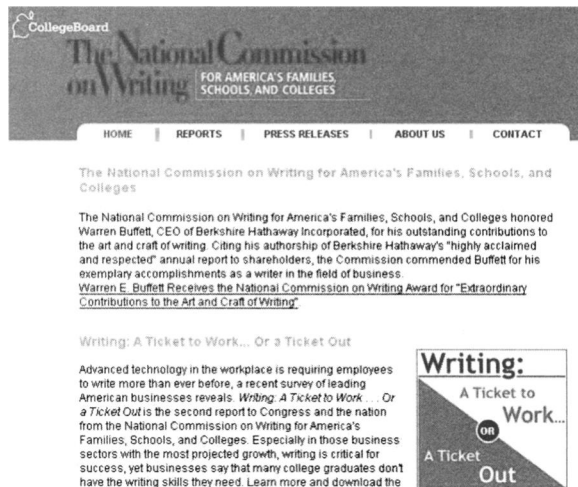 CollegeBoard
The National Commission
on Writing
FOR AMERICA'S FAMILIES,
SCHOOLS, AND COLLEGES
HOME | REPORTS | PRESS RELEASES | ABOUT US | CONTACT
The National Commission on Writing for America's Families, Schools, and
Colleges
The National Commission on Writing for America's Families, Schools, and Colleges honored
Warren Buffett, CEO of Berkshire Hathaway Incorporated, for his outstanding contributions to
the art and craft of writing. Citing his authorship of Berkshire Hathaway's "highly acclaimed
and respected" annual report to shareholders, the Commission commended Buffett for his
exemplary accomplishments as a writer in the field of business.
Warren E. Buffett Receives the National Commission on Writing Award for "Extraordinary
Contributions to the Art and Craft of Writing"
Writing: A Ticket to Work... Or a Ticket Out
Advanced technology in the workplace is requiring employees
to write more than ever before, a recent survey of leading
American businesses reveals. Writing: A Ticket to Work . . . Or
a Ticket Out is the second report to Congress and the nation
from the National Commission on Writing for America's
Families, Schools, and Colleges. Especially in those business
sectors with the most projected growth, writing is critical for
success, yet businesses say that many college graduates don't
have the writing skills they need. Learn more and download the
Writing:
A Ticket to
Work...
OR
A Ticket
Out